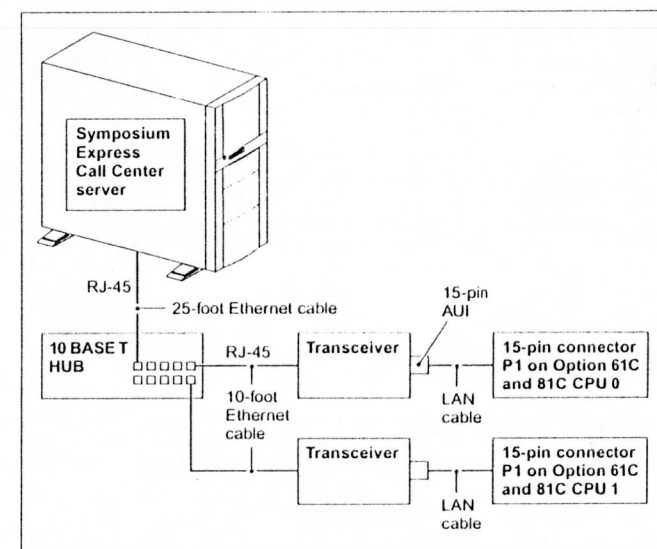 Symposium
Express
Call Center
server
RJ-45
25-foot Ethernet cable
15-pin
AUI
10 BASE T
HUB
RJ-45
Transceiver
15-pin connector
P1 on Option 61C
and 81C CPU 0
10-foot
Ethernet
cable
LAN
cable
Transceiver
15-pin connector
P1 on Option 61C
and 81C CPU 1
LAN
cable